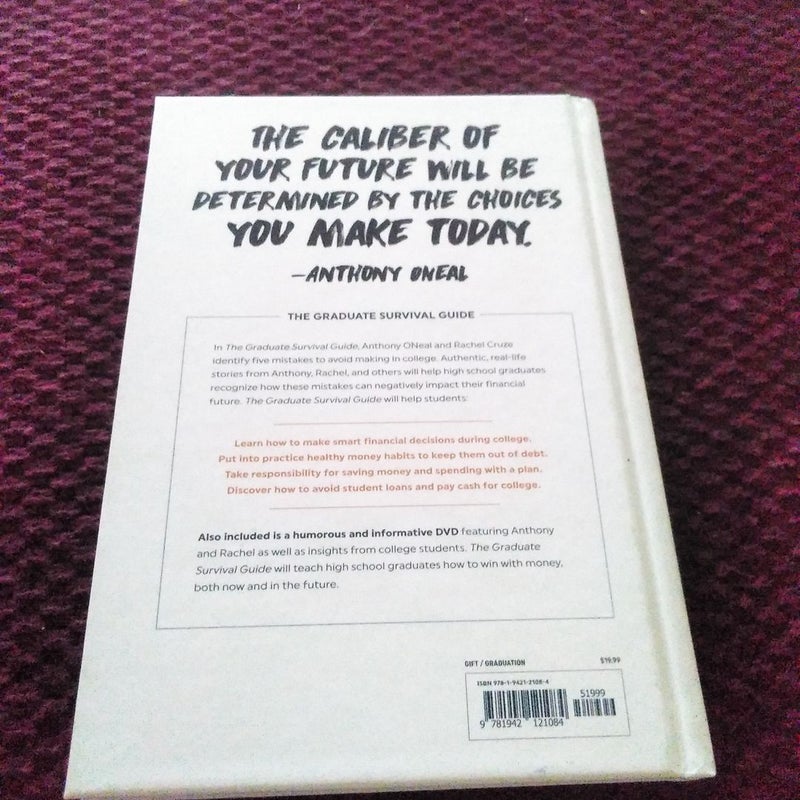 THE CALIBER OF
YOUR FUTURE WILL BE
DETERMINED BY THE CHOICES
YOU MAKE TODAY.
—ANTHONY ONEAL
THE GRADUATE SURVIVAL GUIDE
In The Graduate Survival Guide, Anthony ONeal and Rachel Cruze
identify five mistakes to avoid making in college. Authentic, real-life
stories from Anthony, Rachel, and others will help high school graduates
recognize how these mistakes can negatively impact their financial
future. The Graduate Survival Guide will help students:
Learn how to make smart financial decisions during college.
Put into practice healthy money habits to keep them out of debt.
Take responsibility for saving money and spending with a plan.
Discover how to avoid student loans and pay cash for college.
Also included is a humorous and informative DVD featuring Anthony
and Rachel as well as insights from college students. The Graduate
Survival Guide will teach high school graduates how to win with money,
both now and in the future.
GIFT / GRADUATION $19.99
ISBN 978-1-9421-2108-4
51999
9 781942 121084